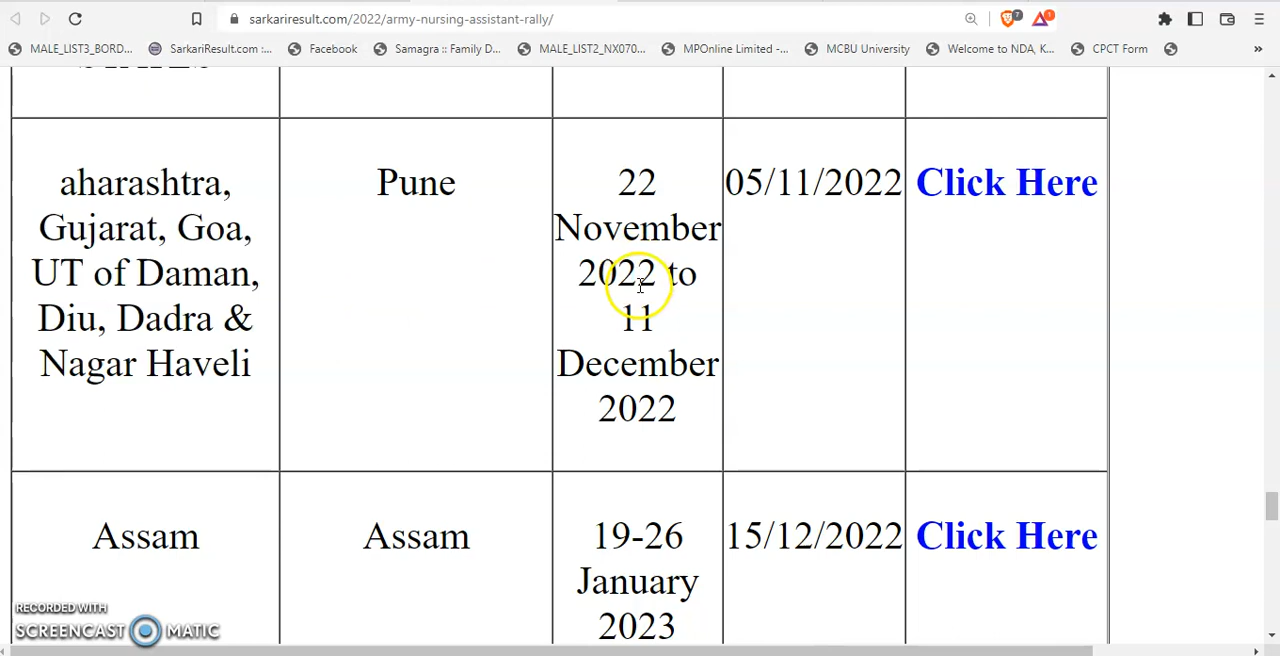 sarkariresult.com/2022/army-nursing-assistant-rally/
7
1
MALE_LIST3_BORD...
SarkariResult.com :...
Facebook
Samagra :: Family D...
MALE_LIST2_NX070...
MPOnline Limited -...
MCBU University
Welcome to NDA, K...
CPCT Form
»
aharashtra,
Gujarat, Goa,
UT of Daman,
Diu, Dadra &
Nagar Haveli
Pune
22
November
2022 to
11
December
2022
05/11/2022
Click Here
Assam
Assam
19-26
January
2023
15/12/2022
Click Here
RECORDED WITH
SCREENCAST MATIC